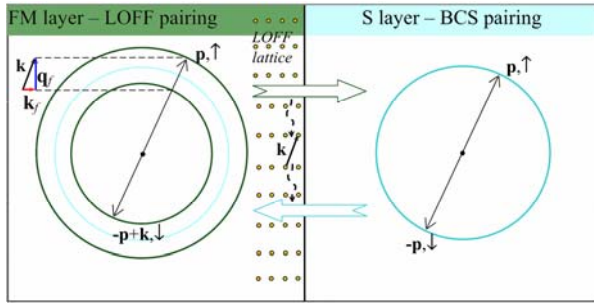 FM layer – LOFF pairing
S layer – BCS pairing
LOFF
lattice
p,↑
p,↑
k
q_f
k_f
k
-p+k,↓
-p,↓